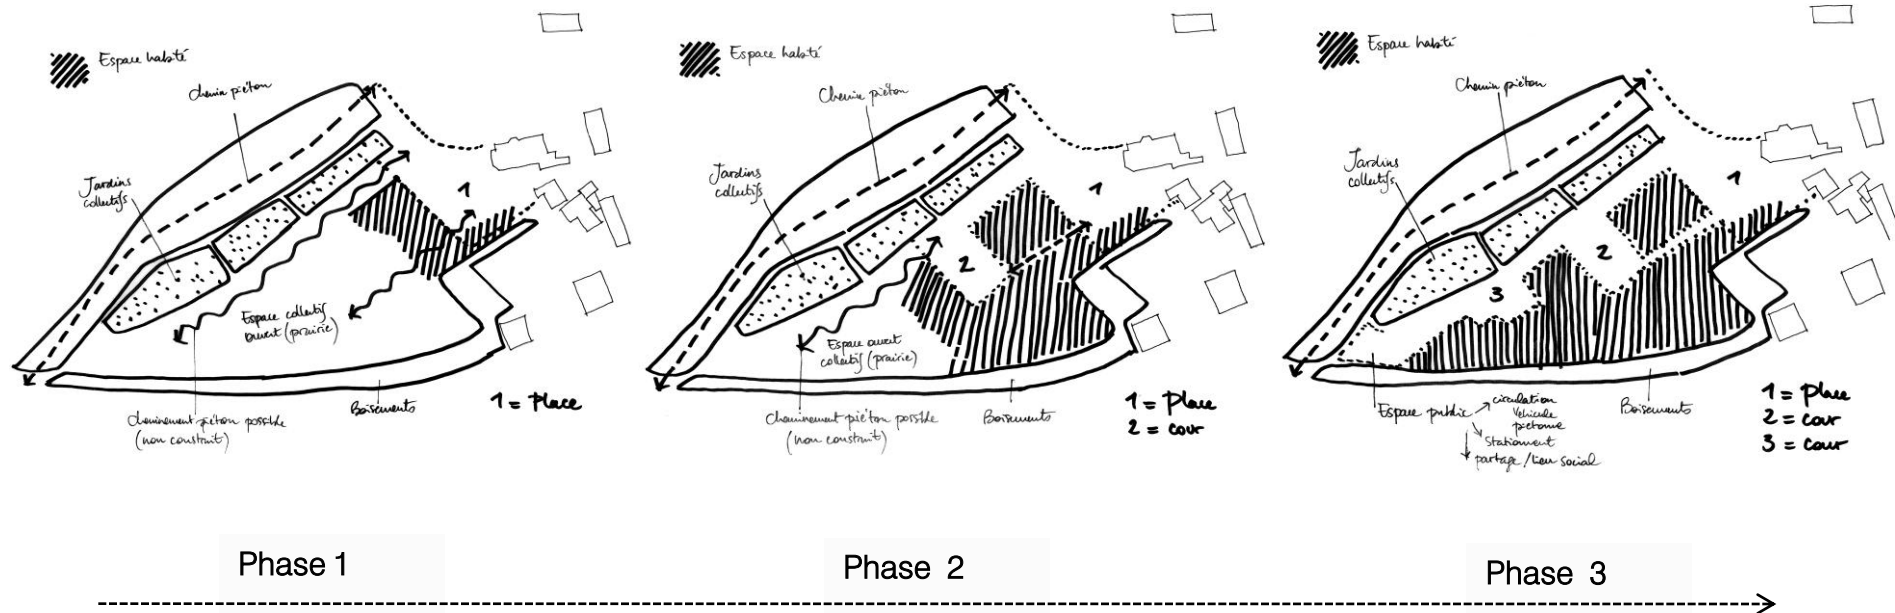 Espace habité
Chemin piéton
Jardins
collectifs
1
Espace collectif
ouvert (prairie)
Cheminement piéton possible
(non construit)
Boisements
1 = Place
Phase 1
Espace habité
Chemin piéton
Jardins
collectifs
1
2
Espace ouvert
collectif (prairie)
Cheminement piéton possible
(non construit)
Boisements
1 = Place
2 = cour
Phase 2
Espace habité
Chemin piéton
Jardins
collectifs
1
2
3
Espace public
circulation
Véhicule
piétonne
Stationment
partage / lieu social
Boisements
1 = Place
2 = cour
3 = cour
Phase 3